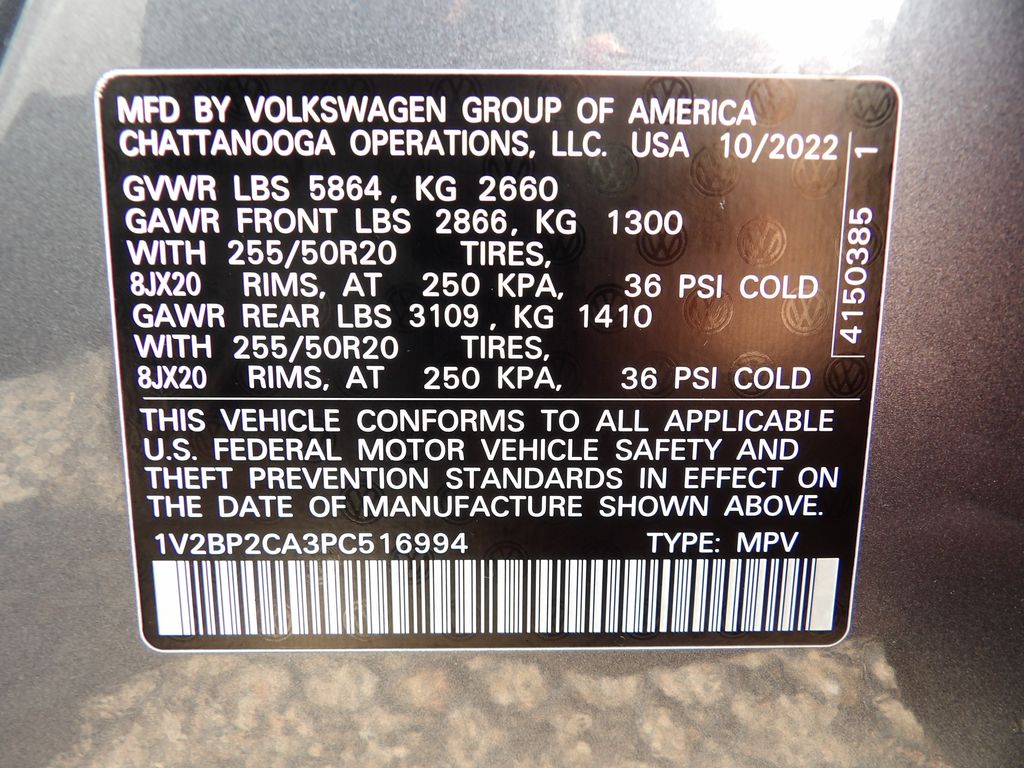 MFD BY VOLKSWAGEN GROUP OF AMERICA
CHATTANOOGA OPERATIONS, LLC. USA 10/2022
GVWR LBS 5864, KG 2660
GAWR FRONT LBS 2866, KG 1300
WITH 255/50R20 TIRES,
8JX20 RIMS, AT 250 KPA, 36 PSI COLD
GAWR REAR LBS 3109, KG 1410
WITH 255/50R20 TIRES,
8JX20 RIMS, AT 250 KPA, 36 PSI COLD
4150385 1
THIS VEHICLE CONFORMS TO ALL APPLICABLE
U.S. FEDERAL MOTOR VEHICLE SAFETY AND
THEFT PREVENTION STANDARDS IN EFFECT ON
THE DATE OF MANUFACTURE SHOWN ABOVE.
1V2BP2CA3PC516994 TYPE: MPV